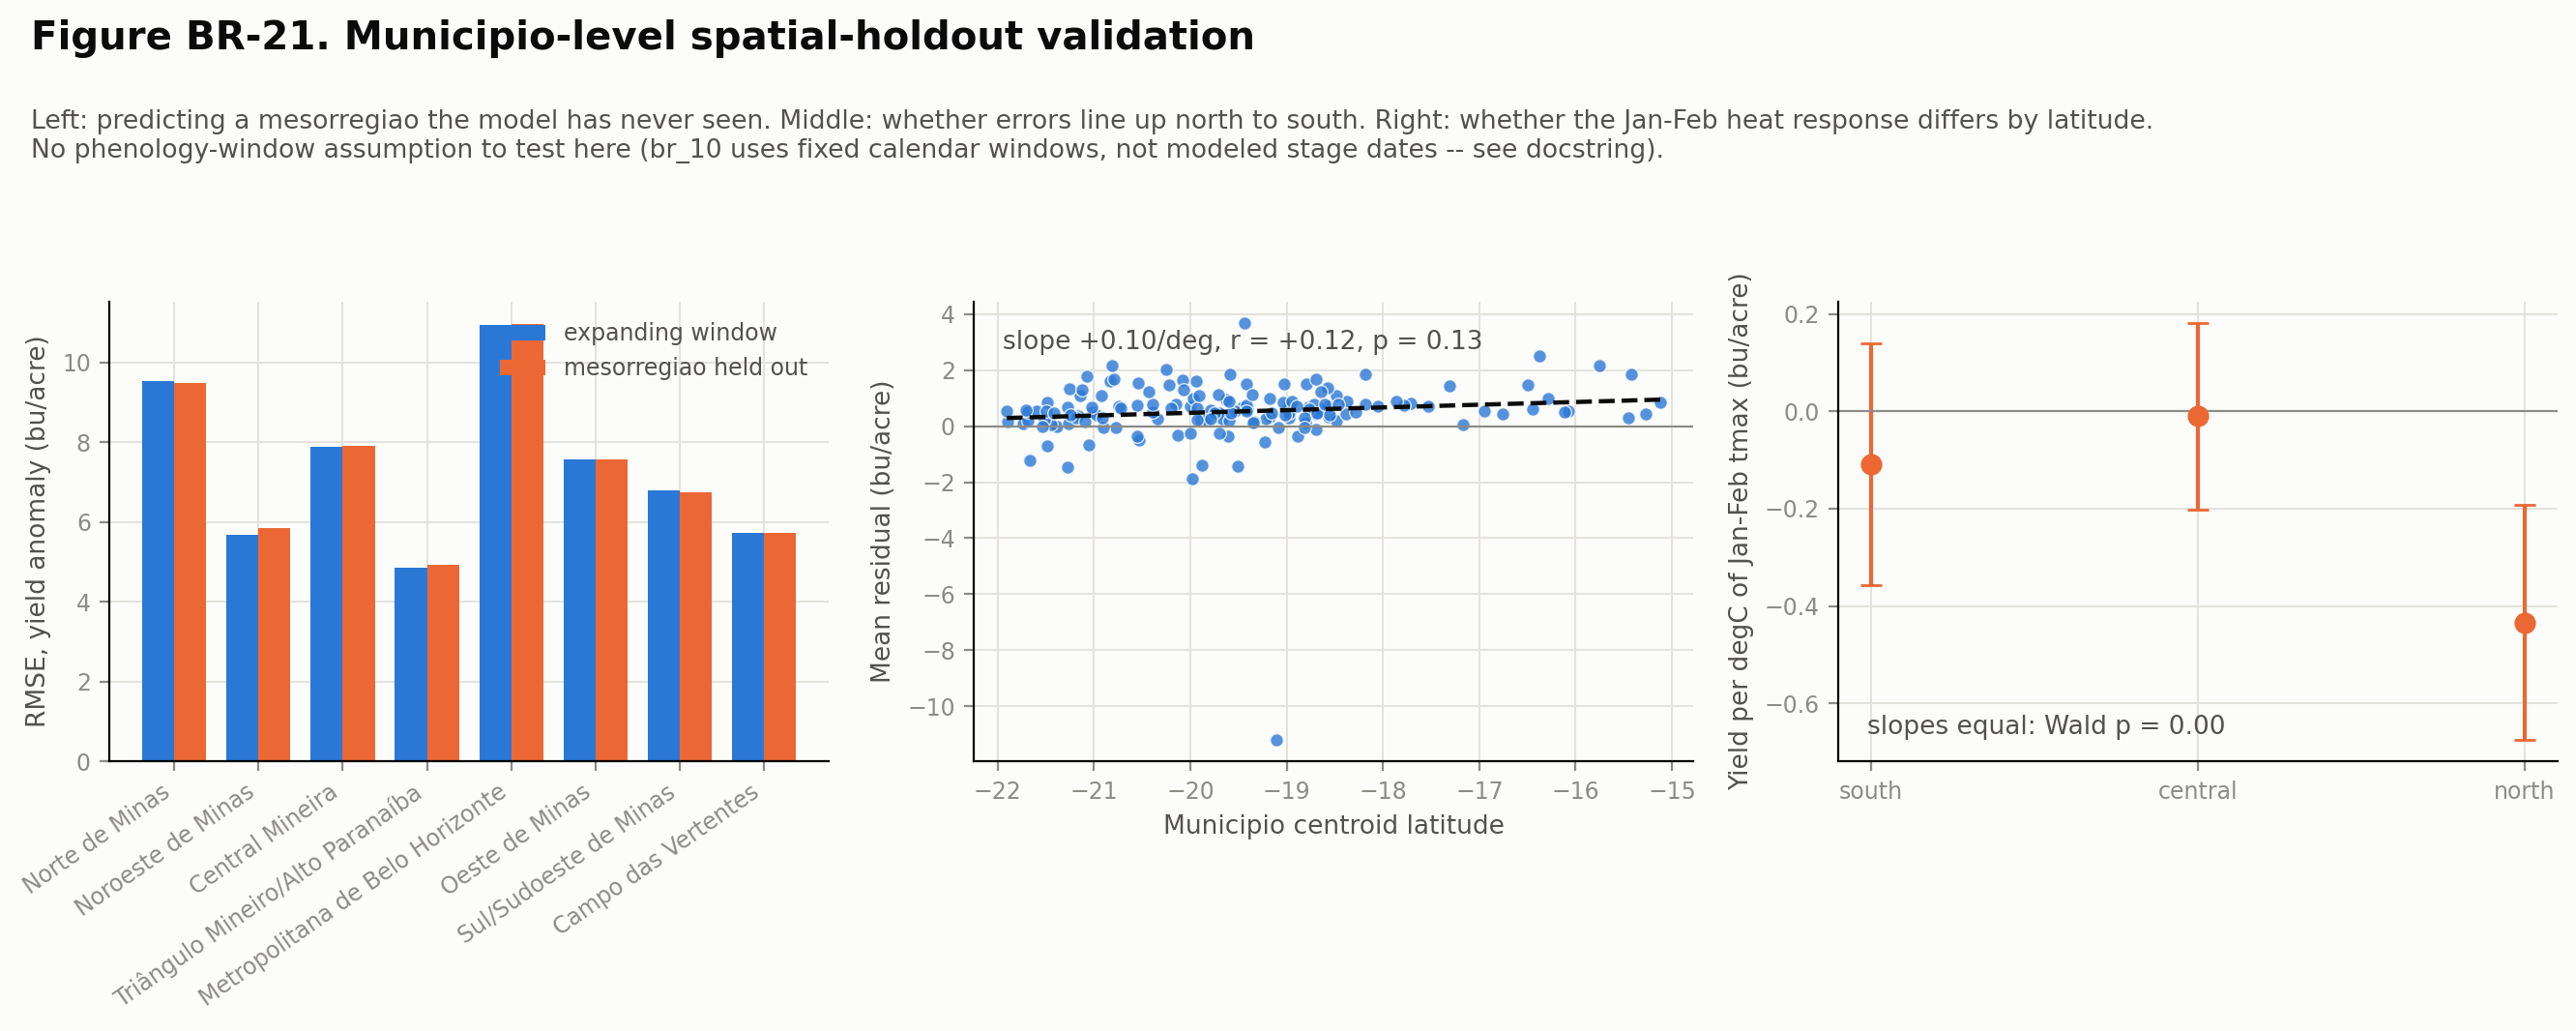 Figure BR-21. Municipio-level spatial-holdout validation
Left: predicting a mesorregiao the model has never seen. Middle: whether errors line up north to south. Right: whether the Jan-Feb heat response differs by latitude.
No phenology-window assumption to test here (br_10 uses fixed calendar windows, not modeled stage dates -- see docstring).
RMSE, yield anomaly (bu/acre)
10
8
6
4
2
0
expanding window
mesorregiao held out
Norte de Minas
Noroeste de Minas
Central Mineira
Triângulo Mineiro/Alto Paranaíba
Metropolitana de Belo Horizonte
Oeste de Minas
Sul/Sudoeste de Minas
Campo das Vertentes
Mean residual (bu/acre)
4
2
0
−2
−4
−6
−8
−10
slope +0.10/deg, r = +0.12, p = 0.13
−22
−21
−20
−19
−18
−17
−16
−15
Municipio centroid latitude
Yield per degC of Jan-Feb tmax (bu/acre)
0.2
0.0
−0.2
−0.4
−0.6
slopes equal: Wald p = 0.00
south
central
north